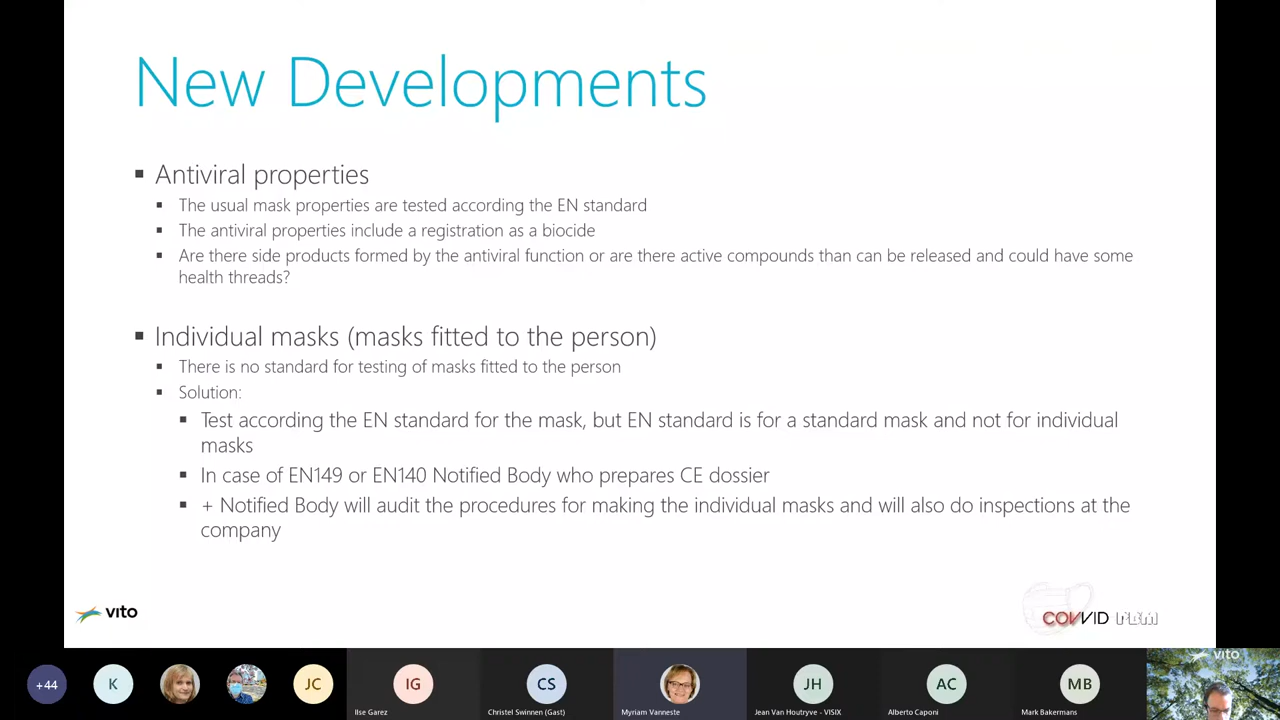 New Developments
▪ Antiviral properties
▪ The usual mask properties are tested according the EN standard
▪ The antiviral properties include a registration as a biocide
▪ Are there side products formed by the antiviral function or are there active compounds than can be released and could have some
health threads?
▪ Individual masks (masks fitted to the person)
▪ There is no standard for testing of masks fitted to the person
▪ Solution:
▪ Test according the EN standard for the mask, but EN standard is for a standard mask and not for individual
masks
▪ In case of EN149 or EN140 Notified Body who prepares CE dossier
▪ + Notified Body will audit the procedures for making the individual masks and will also do inspections at the
company
vito
COVVID PBM
+44
K
JC
IG
CS
JH
AC
MB
vito
Ilse Garez
Christel Swinnen (Gast)
Myriam Vanneste
Jean Van Houtryve - VISIX
Alberto Caponi
Mark Bakermans